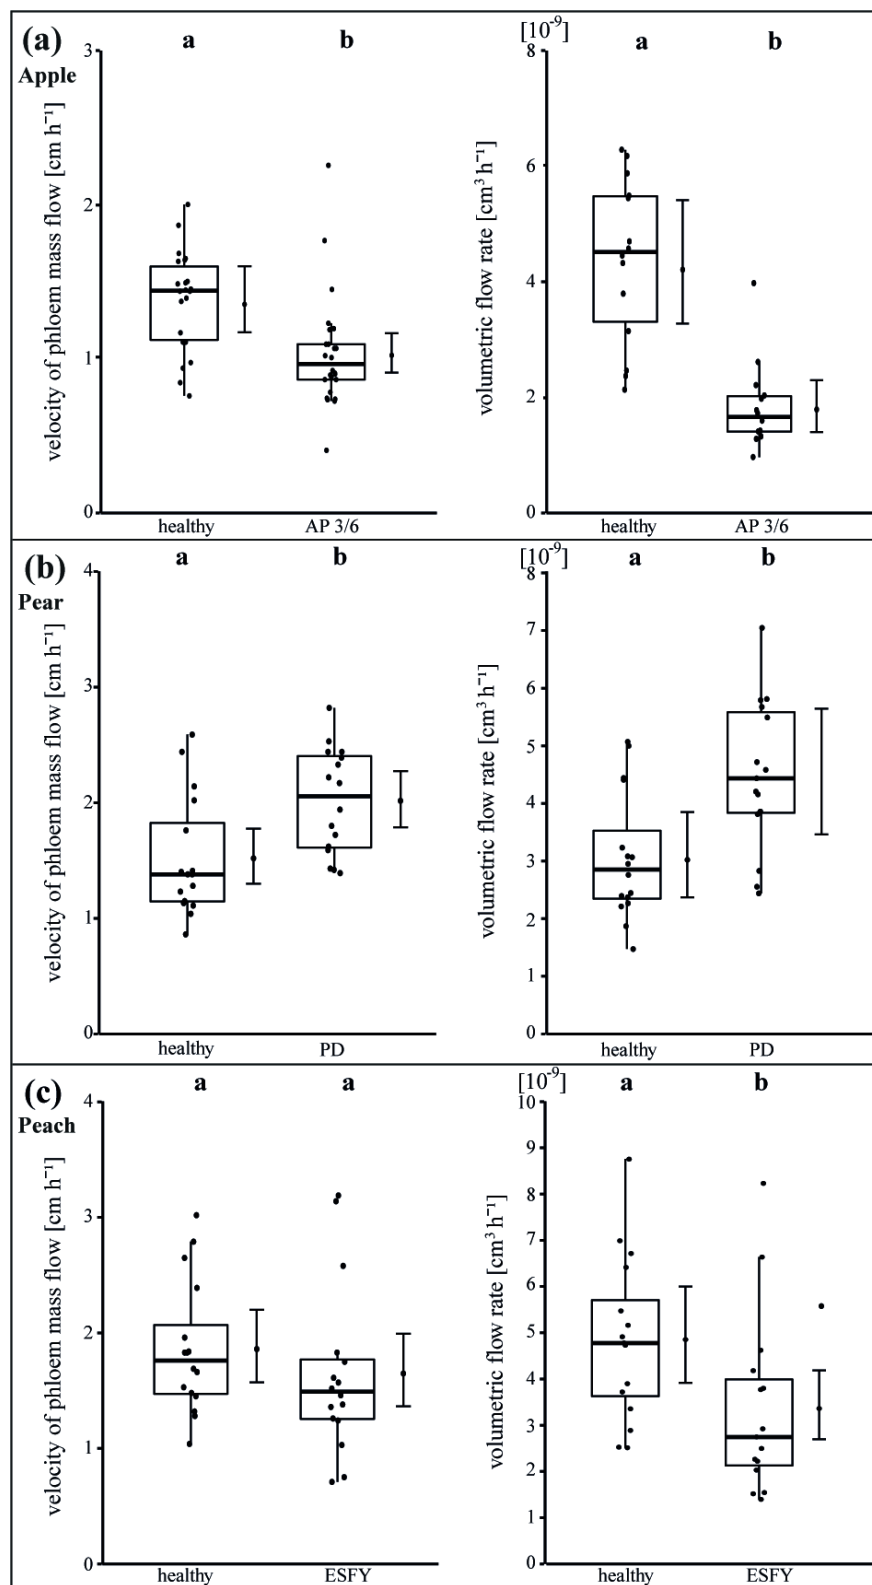 (a)
Apple
a b
velocity of phloem mass flow [cm h⁻¹]
3
2
1
0
healthy AP 3/6
[10⁻⁹]
a b
volumetric flow rate [cm³ h⁻¹]
8
6
4
2
0
healthy AP 3/6
(b)
Pear
a b
velocity of phloem mass flow [cm h⁻¹]
4
3
2
1
0
healthy PD
[10⁻⁹]
a b
volumetric flow rate [cm³ h⁻¹]
8
7
6
5
4
3
2
1
0
healthy PD
(c)
Peach
a a
velocity of phloem mass flow [cm h⁻¹]
4
3
2
1
0
healthy ESFY
[10⁻⁹]
a b
volumetric flow rate [cm³ h⁻¹]
10
9
8
7
6
5
4
3
2
1
0
healthy ESFY